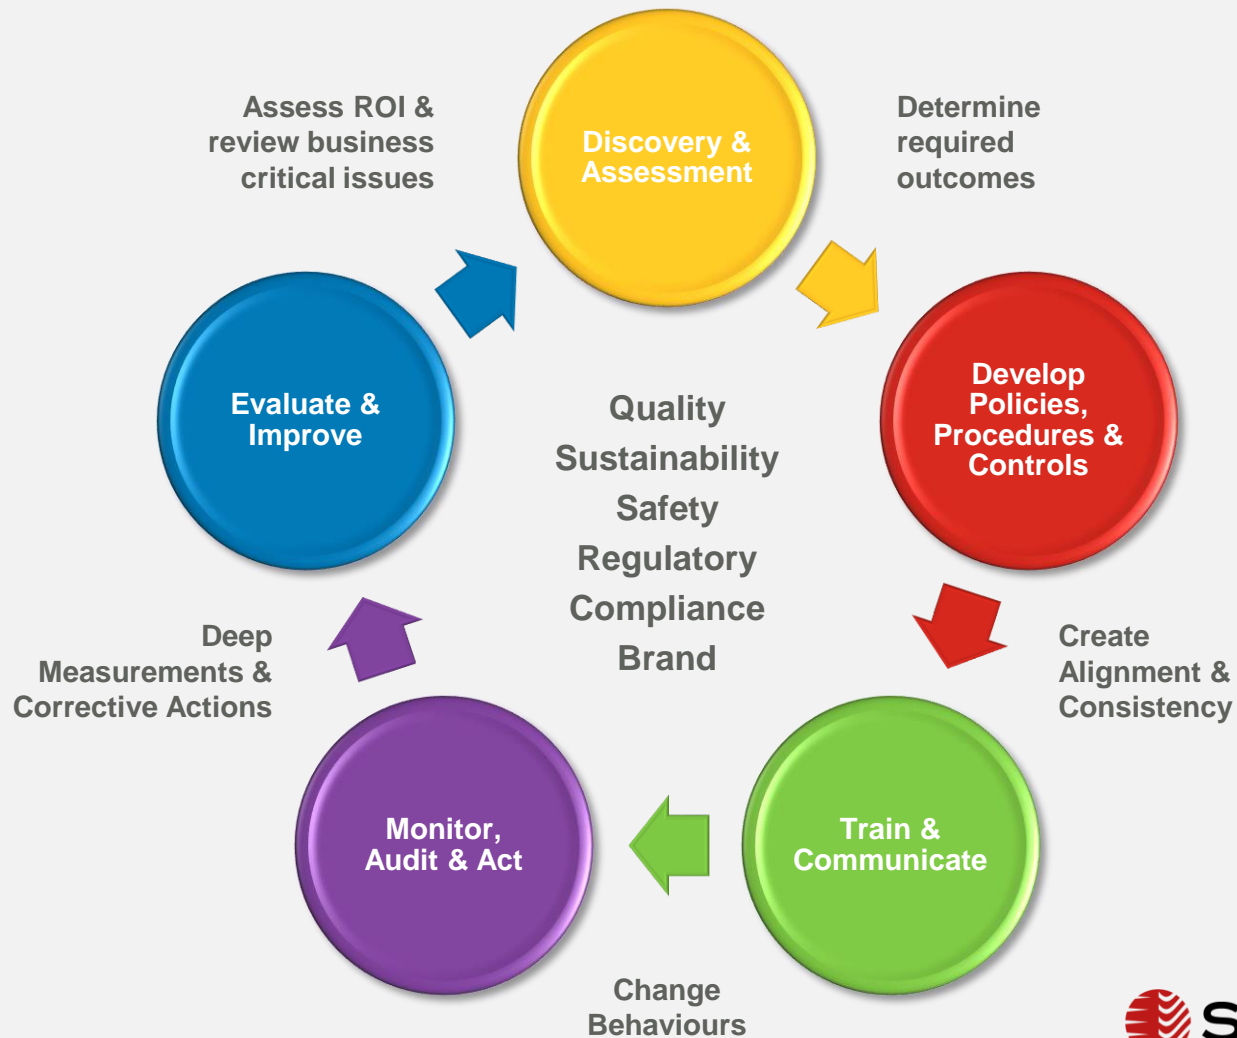 Assess ROI &
review business
critical issues
Discovery &
Assessment
Determine
required
outcomes
Evaluate &
Improve
Quality
Sustainability
Safety
Regulatory
Compliance
Brand
Develop
Policies,
Procedures &
Controls
Deep
Measurements &
Corrective Actions
Create
Alignment &
Consistency
Monitor,
Audit & Act
Train &
Communicate
Change
Behaviours